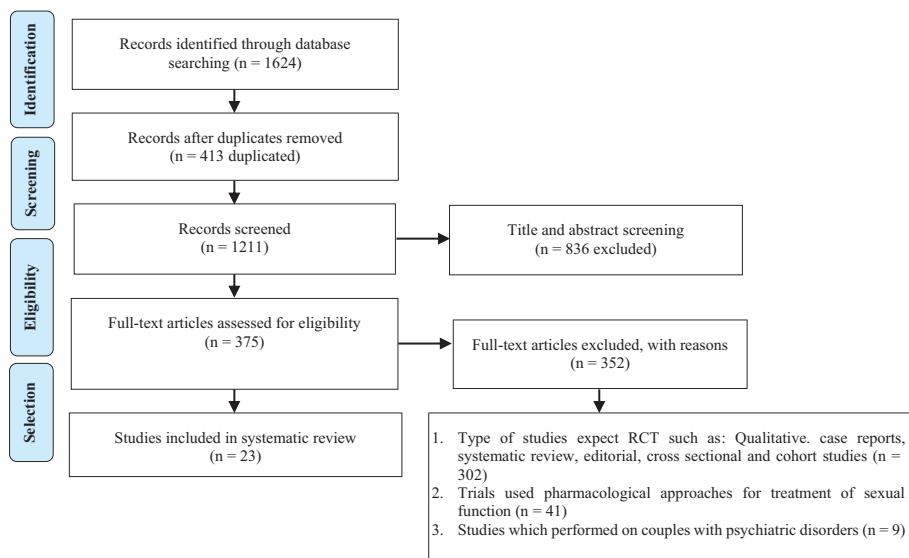 Identification
Records identified through database
searching (n = 1624)
Records after duplicates removed
(n = 413 duplicated)
Screening
Records screened
(n = 1211)
Title and abstract screening
(n = 836 excluded)
Eligibility
Full-text articles assessed for eligibility
(n = 375)
Full-text articles excluded, with reasons
(n = 352)
Selection
Studies included in systematic review
(n = 23)
1. Type of studies expect RCT such as: Qualitative. case reports,
systematic review, editorial, cross sectional and cohort studies (n =
302)
2. Trials used pharmacological approaches for treatment of sexual
function (n = 41)
3. Studies which performed on couples with psychiatric disorders (n = 9)